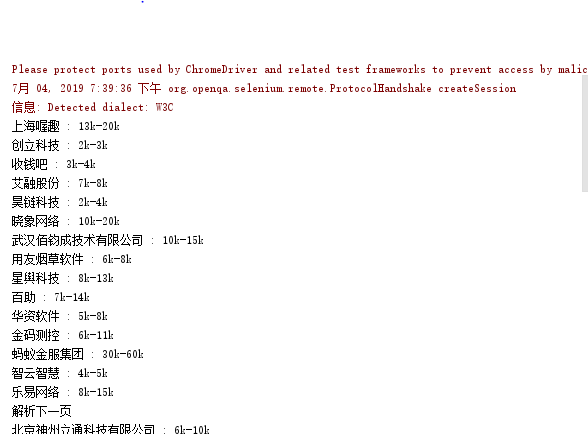 Please protect ports used by ChromeDriver and related test frameworks to prevent access by malic
7月 04, 2019 7:39:36 下午 org.openqa.selenium.remote.ProtocolHandshake createSession
信息: Detected dialect: W3C
上海喔趣 : 13k-20k
创立科技 : 2k-3k
收钱吧 : 3k-4k
艾融股份 : 7k-8k
昊链科技 : 2k-4k
晓象网络 : 10k-20k
武汉佰钧成技术有限公司 : 10k-15k
用友烟草软件 : 6k-8k
星舆科技 : 8k-13k
百助 : 7k-14k
华资软件 : 5k-8k
金码测控 : 6k-11k
蚂蚁金服集团 : 30k-60k
智云智慧 : 4k-5k
乐易网络 : 8k-15k
解析下一页
北京神州立通科技有限公司 : 6k-10k